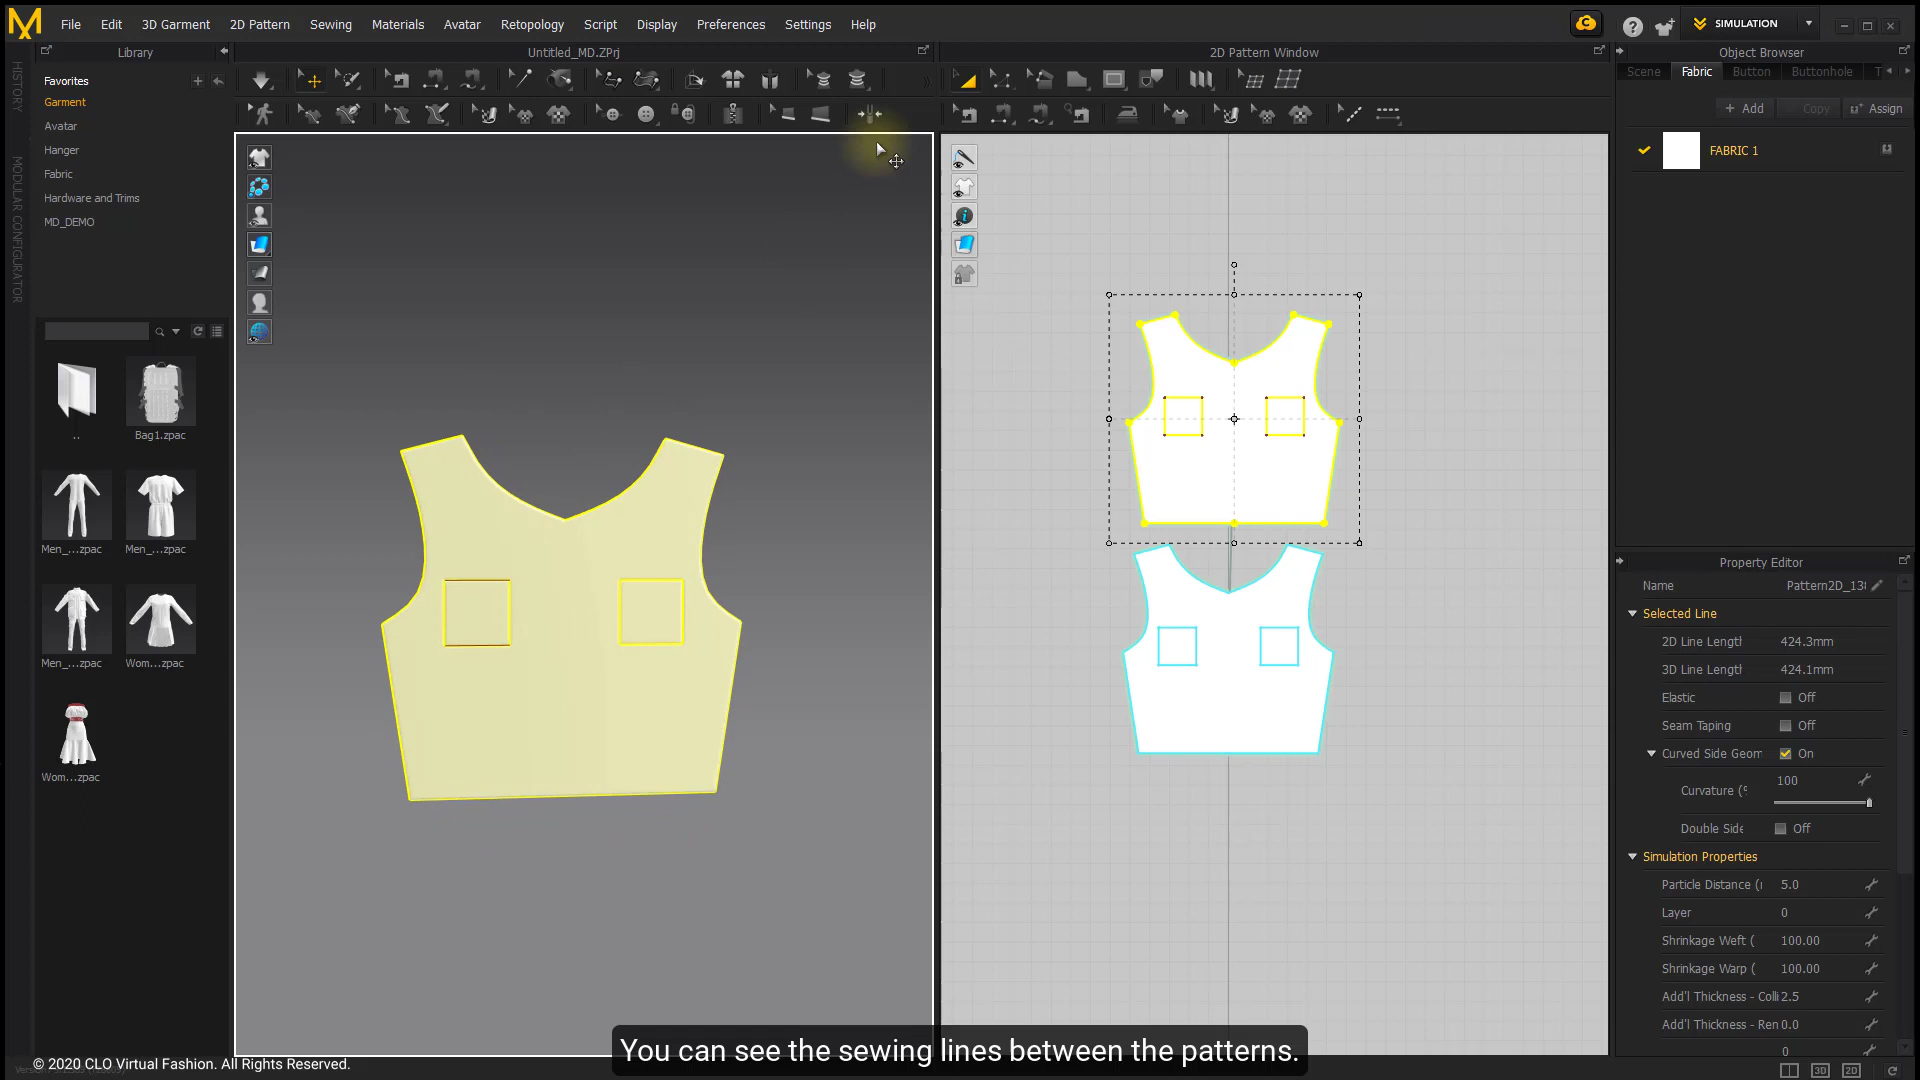 File Edit 3D Garment 2D Pattern Sewing Materials Avatar Retopology Script Display Preferences Settings Help
SIMULATION
Library
Untitled_MD.ZPrj
2D Pattern Window
Object Browser
HISTORY
MODULAR CONFIGURATOR
Favorites
Garment
Avatar
Hanger
Fabric
Hardware and Trims
MD_DEMO
Scene Fabric Button Buttonhole T
+ Add Copy Assign
FABRIC 1
..
Bag1.zpac
Men_...zpac
Men_...zpac
Men_...zpac
Wom...zpac
Wom...zpac
Property Editor
Name Pattern2D_13
Selected Line
2D Line Length 424.3mm
3D Line Length 424.1mm
Elastic Off
Seam Taping Off
Curved Side Geom On
Curvature (% 100
Double Side Off
Simulation Properties
Particle Distance ( 5.0
Layer 0
Shrinkage Weft ( 100.00
Shrinkage Warp ( 100.00
Add'l Thickness - Colli 2.5
Add'l Thickness - Ren 0.0
0
3D 2D
You can see the sewing lines between the patterns.
© 2020 CLO Virtual Fashion. All Rights Reserved.